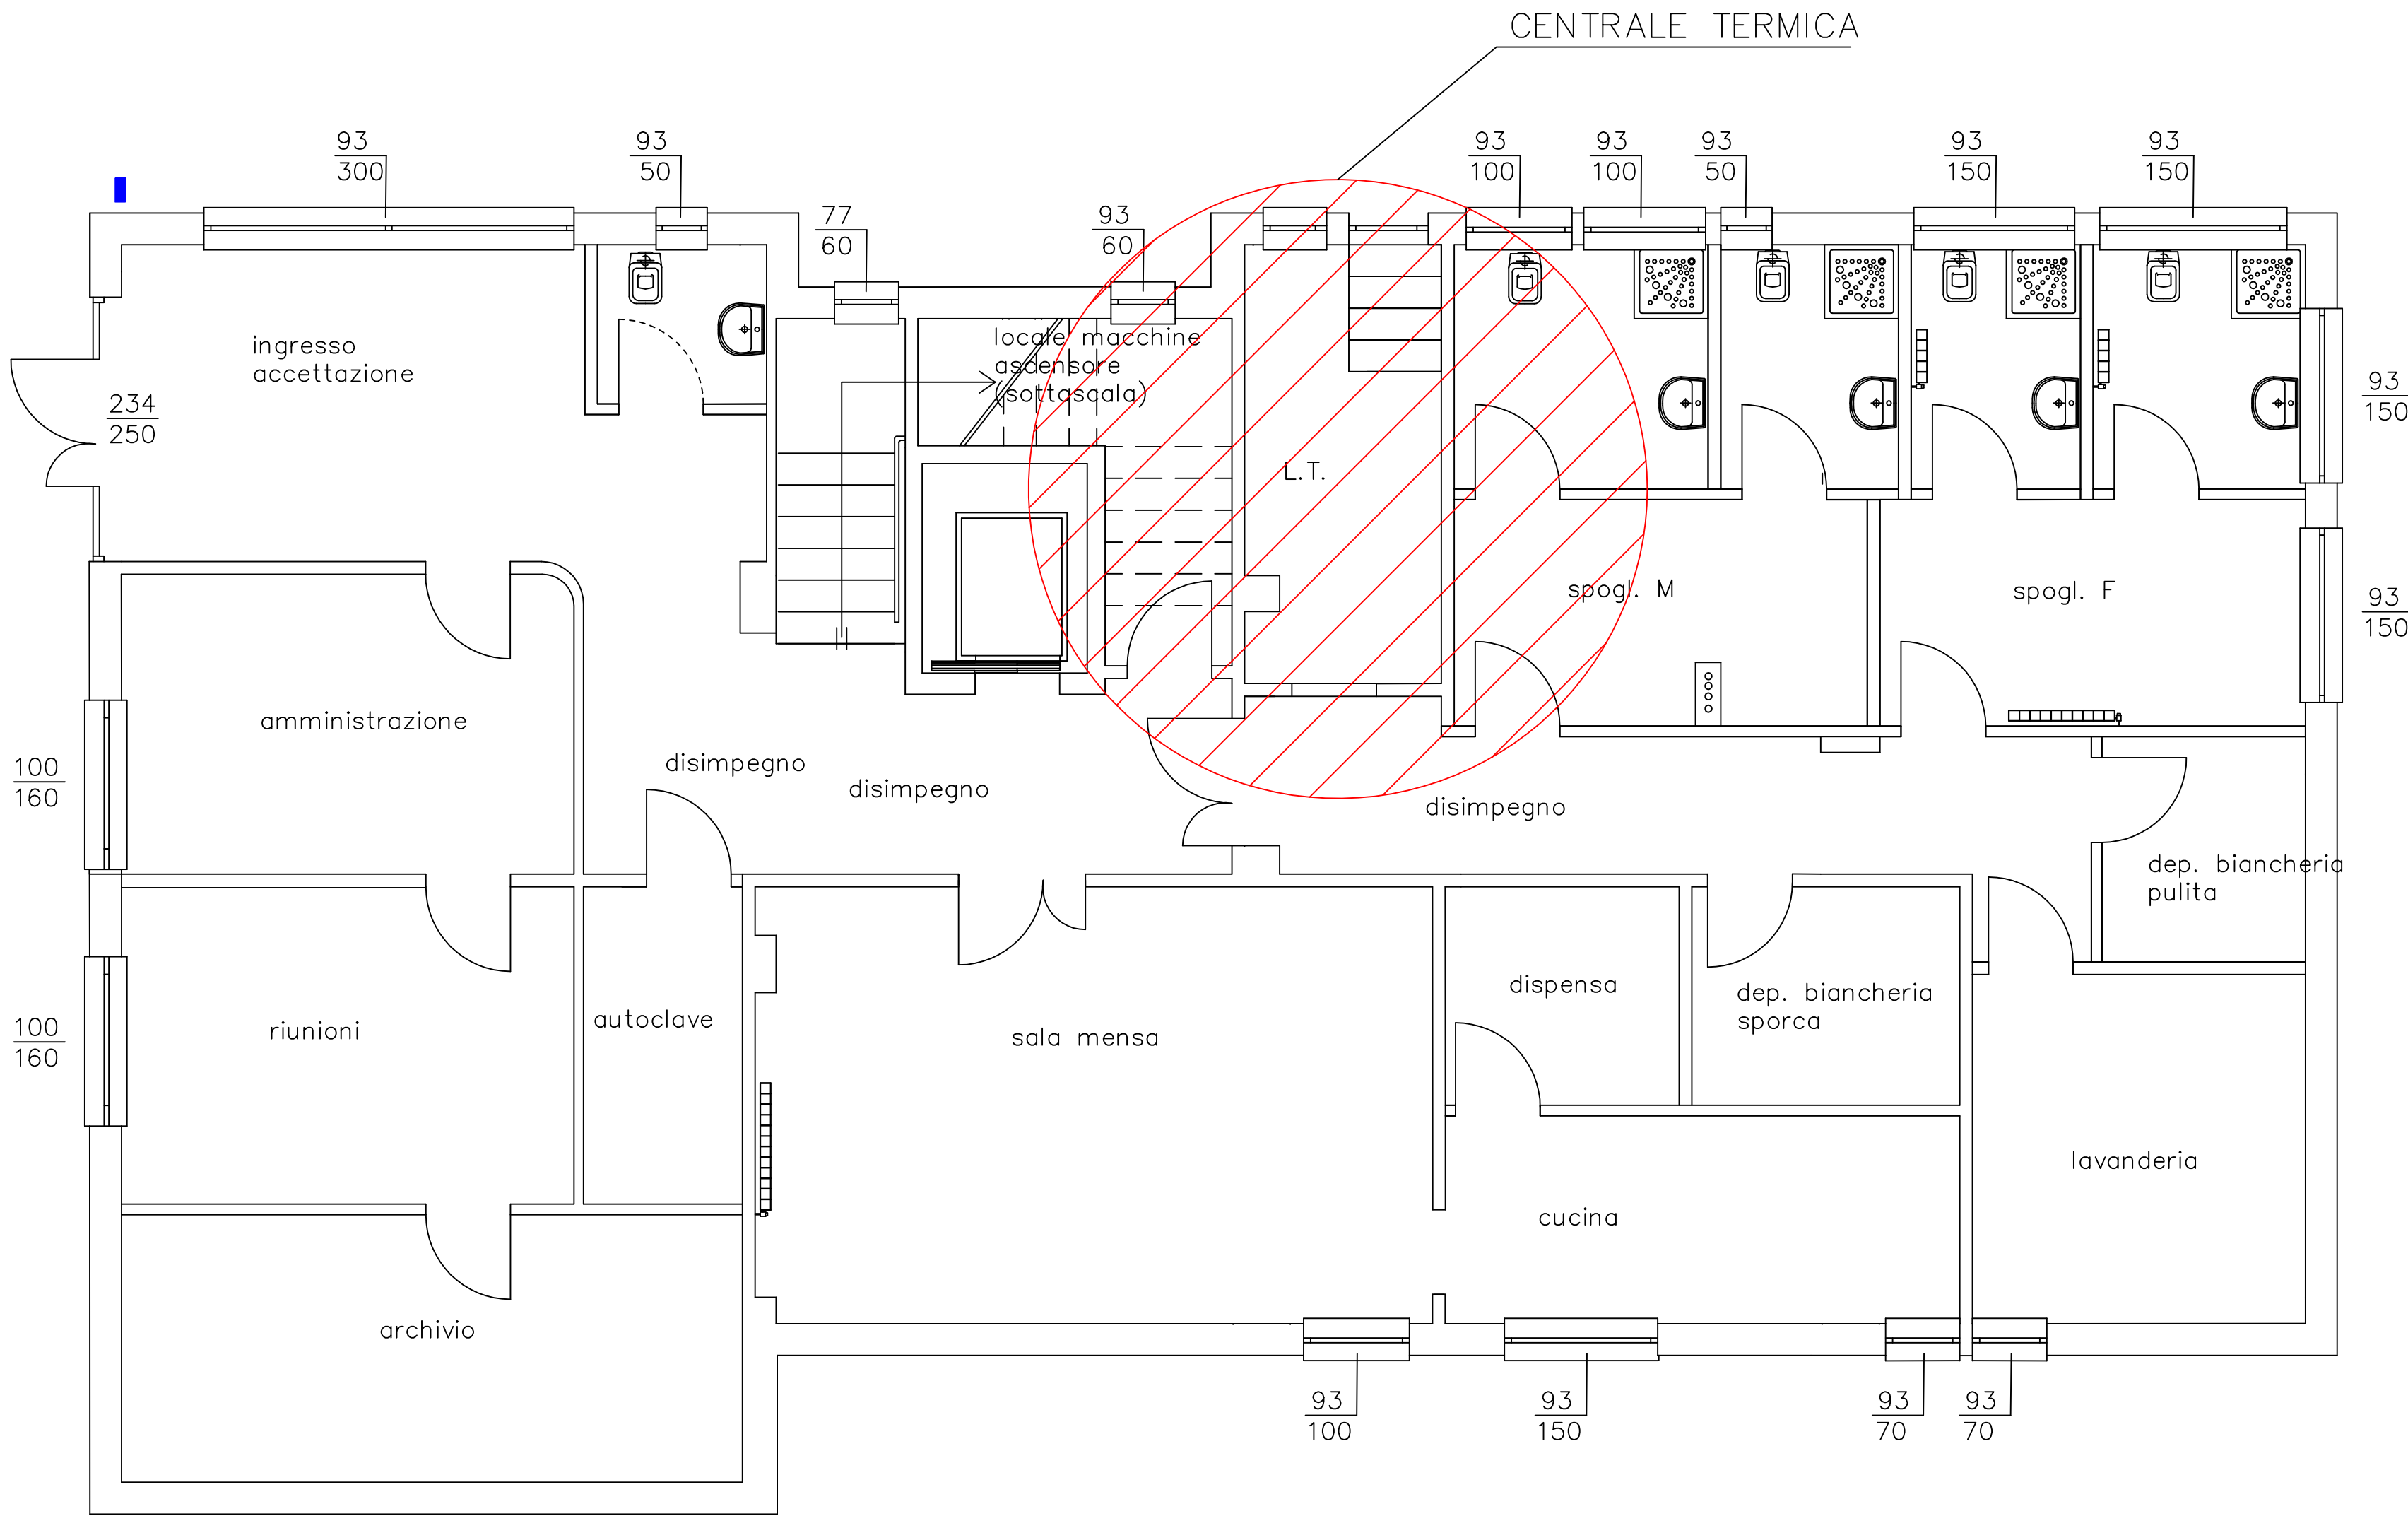 CENTRALE TERMICA
93
300
93
50
93
100
93
100
93
50
93
150
93
150
77
60
93
60
locale macchine
ascensore
(sottoscala)
ingresso
accettazione
93
150
234
250
L.T.
spogl. M
spogl. F
93
150
amministrazione
disimpegno
disimpegno
disimpegno
100
160
dep. biancheria
pulita
dispensa
dep. biancheria
sporca
autoclave
riunioni
sala mensa
100
160
lavanderia
cucina
archivio
93
100
93
150
93
70
93
70